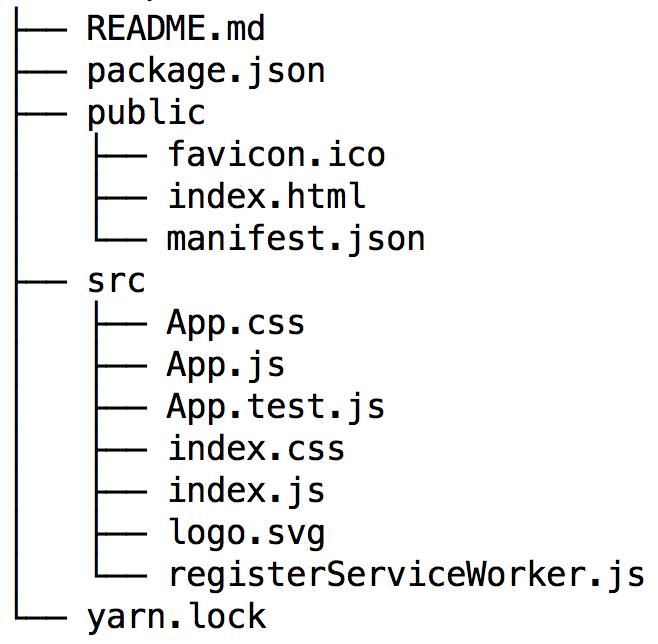 ├── README.md
├── package.json
├── public
│   ├── favicon.ico
│   ├── index.html
│   └── manifest.json
├── src
│   ├── App.css
│   ├── App.js
│   ├── App.test.js
│   ├── index.css
│   ├── index.js
│   ├── logo.svg
│   └── registerServiceWorker.js
└── yarn.lock